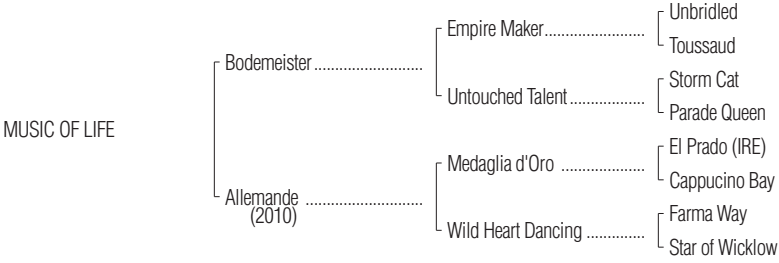 Unbridled
Empire Maker........................
Toussaud
Bodemeister..........................
Storm Cat
Untouched Talent..................
Parade Queen
MUSIC OF LIFE
El Prado (IRE)
Medaglia d'Oro ....................
Cappucino Bay
Allemande ............................
(2010)
Farma Way
Wild Heart Dancing ..............
Star of Wicklow